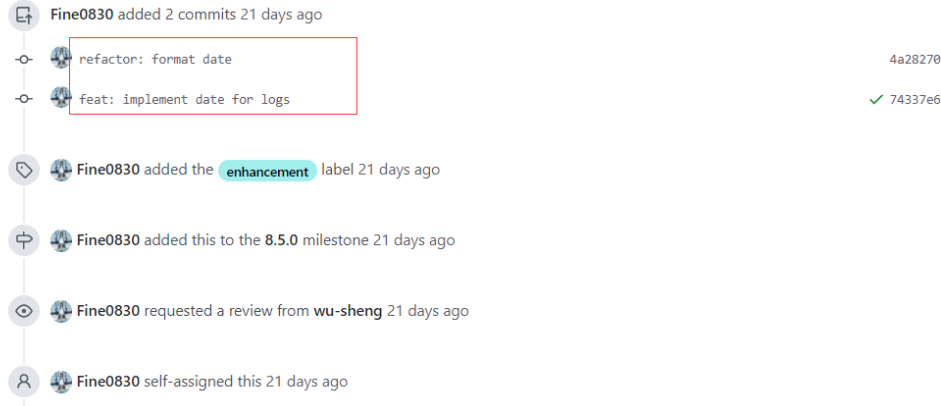 Fine0830 added 2 commits 21 days ago
refactor: format date 4a28270
feat: implement date for logs 74337e6
Fine0830 added the enhancement label 21 days ago
Fine0830 added this to the 8.5.0 milestone 21 days ago
Fine0830 requested a review from wu-sheng 21 days ago
Fine0830 self-assigned this 21 days ago